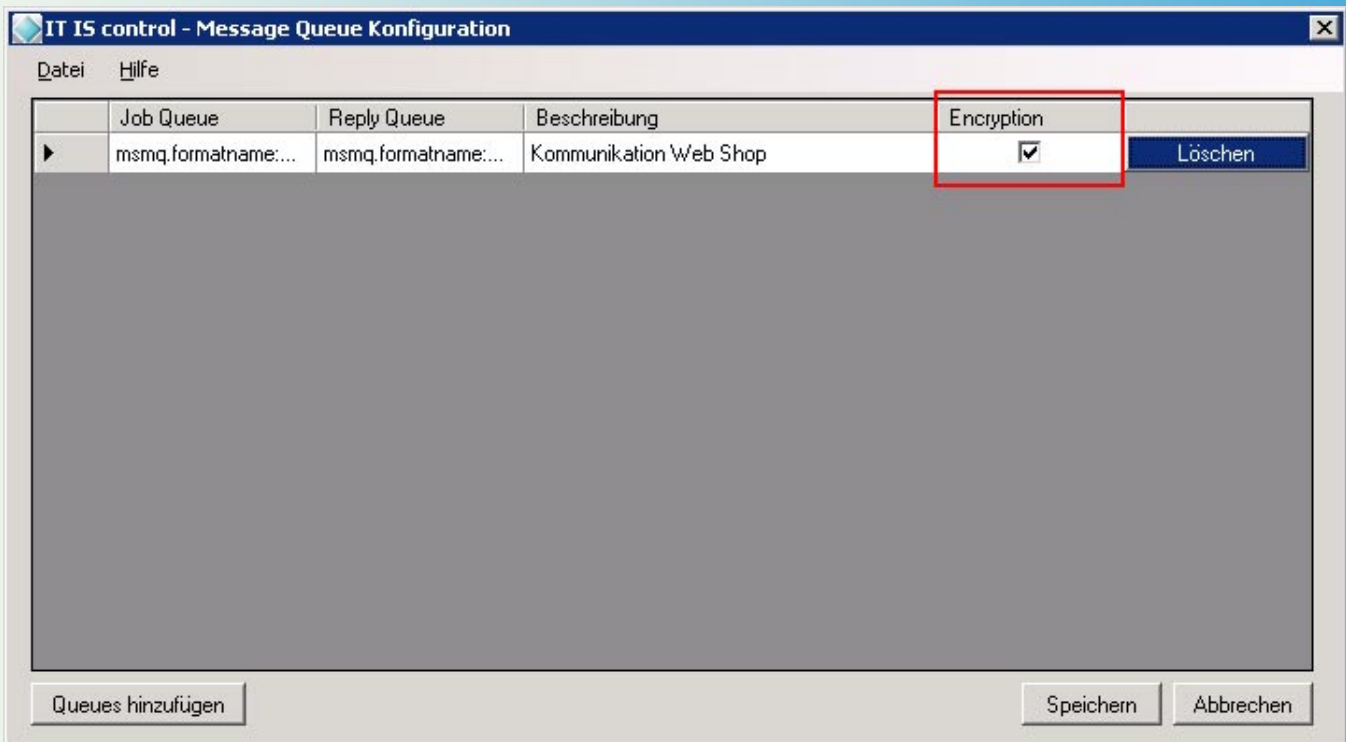 IT IS control - Message Queue Konfiguration
Datei Hilfe
Job Queue Reply Queue Beschreibung Encryption
msmq.formatname:... msmq.formatname:... Kommunikation Web Shop Löschen
Queues hinzufügen Speichern Abbrechen